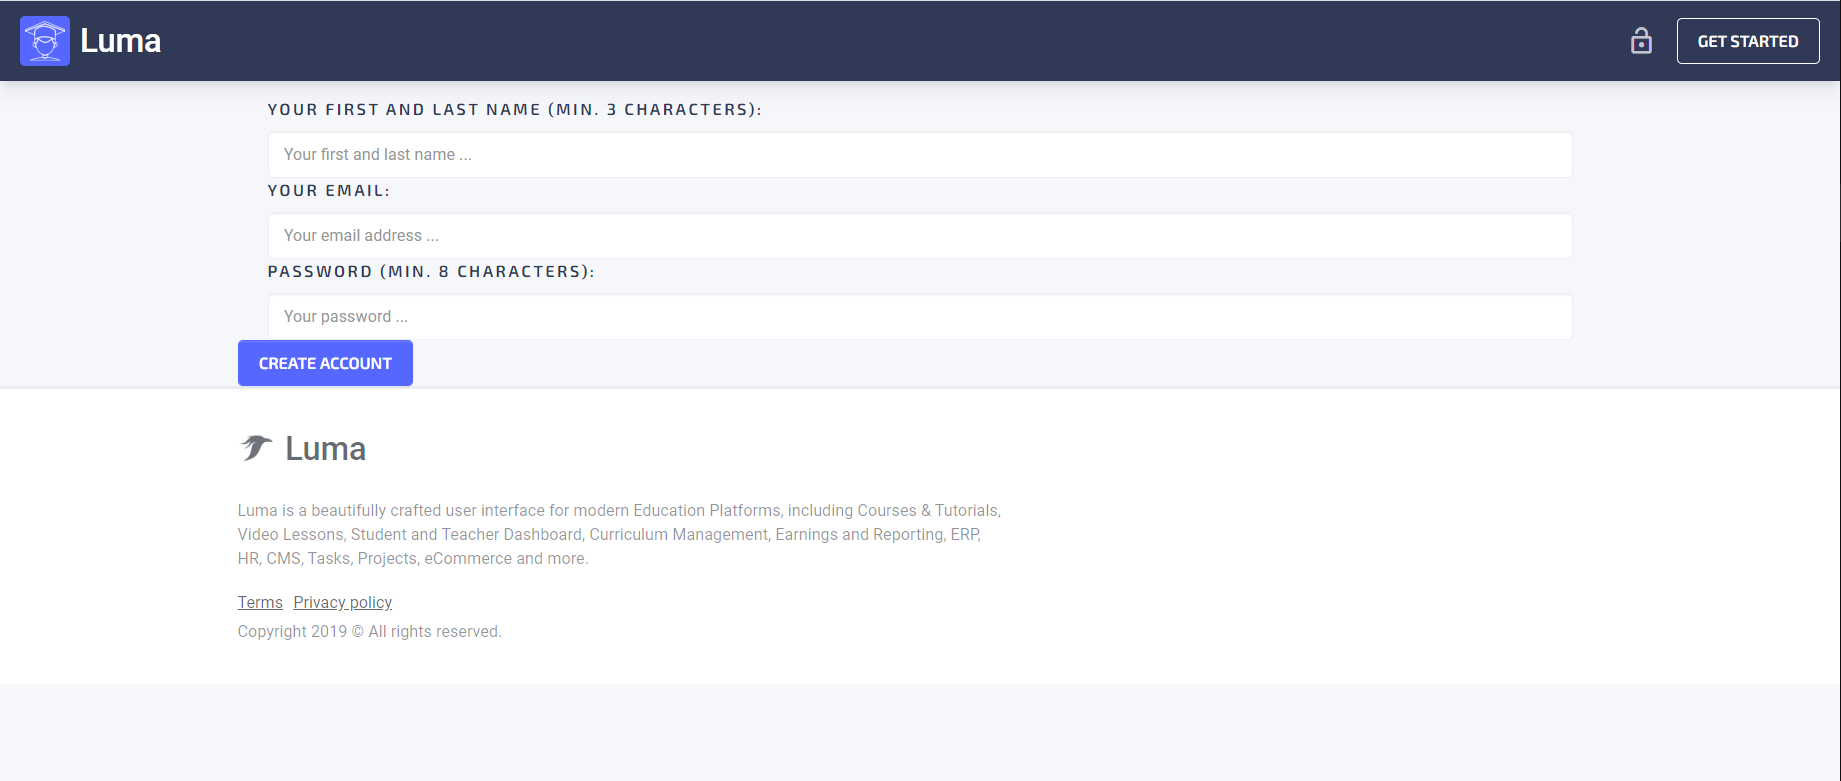 Luma
GET STARTED
YOUR FIRST AND LAST NAME (MIN. 3 CHARACTERS):
Your first and last name ...
YOUR EMAIL:
Your email address ...
PASSWORD (MIN. 8 CHARACTERS):
Your password ...
CREATE ACCOUNT
Luma
Luma is a beautifully crafted user interface for modern Education Platforms, including Courses & Tutorials,
Video Lessons, Student and Teacher Dashboard, Curriculum Management, Earnings and Reporting, ERP,
HR, CMS, Tasks, Projects, eCommerce and more.
Terms Privacy policy
Copyright 2019 © All rights reserved.